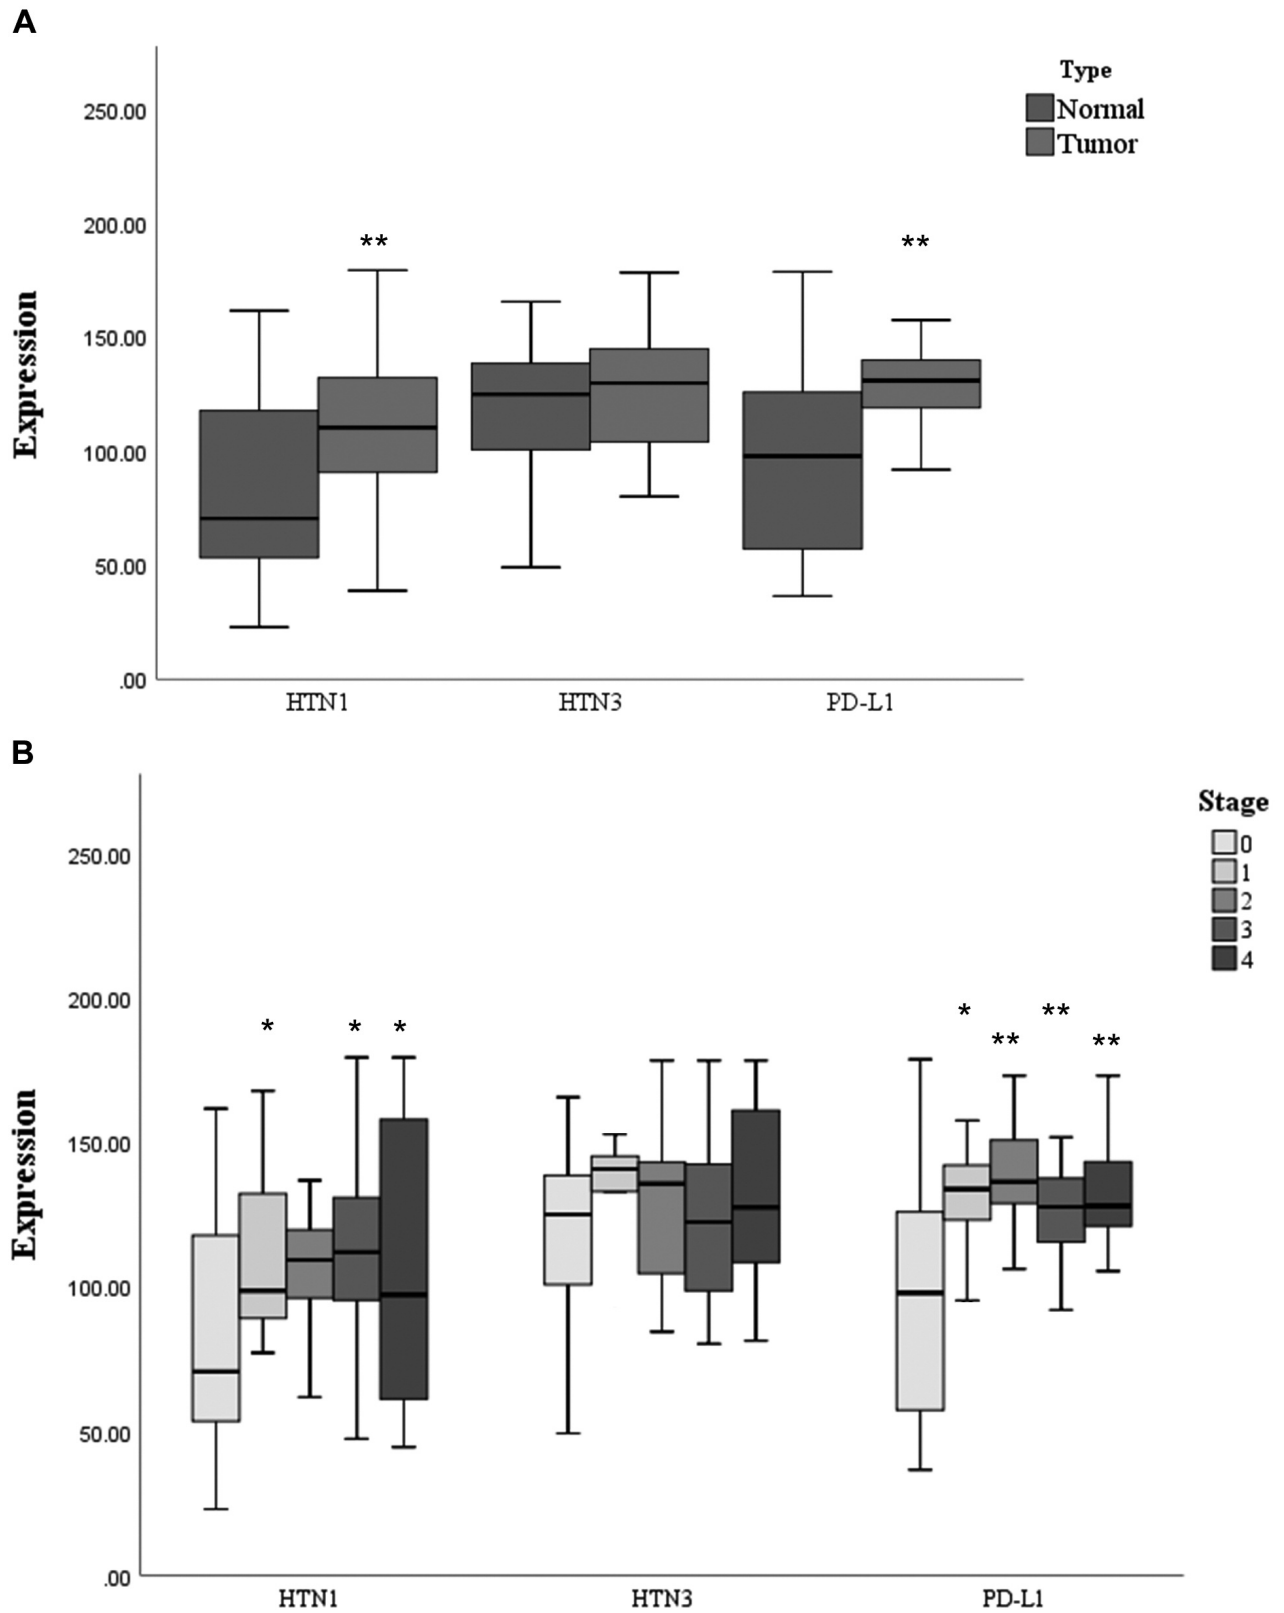 A
Type
Normal
Tumor
250.00
200.00
150.00
100.00
50.00
.00
Expression
** **
HTN1 HTN3 PD-L1
B
Stage
0
1
2
3
4
250.00
200.00
150.00
100.00
50.00
.00
Expression
* **
* * * ** **
HTN1 HTN3 PD-L1